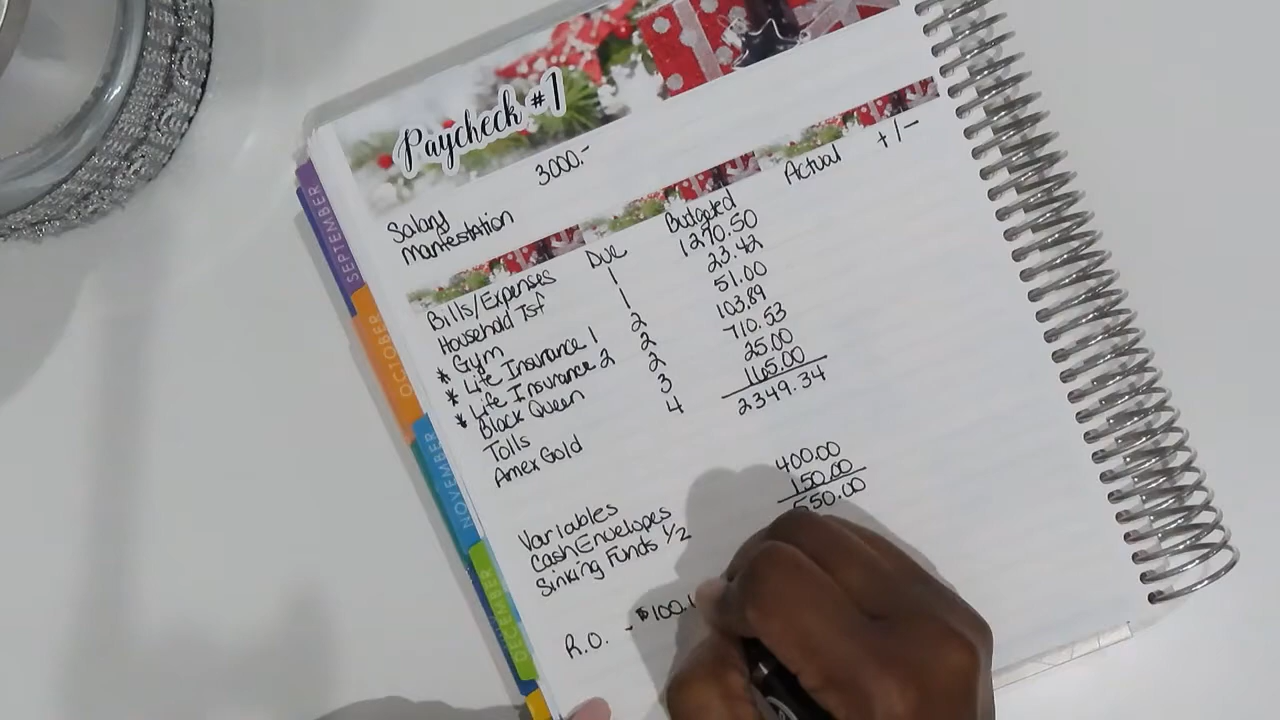 Paycheck #1
Salary 3000.-
Manfestation
Bills/Expenses Due Budgeted Actual +/-
Household Tsf 1 1270.50
* Gym 1 23.42
* Life Insurance 1 2 51.00
* Life Insurance 2 2 103.89
Black Queen 2 710.53
Tolls 3 25.00
Amex Gold 4 165.00
2349.34
Variables
Cash Envelopes 400.00
Sinking Funds 1/2 150.00
550.00
R.O. - $100.
SEPTEMBER
OCTOBER
NOVEMBER
DECEMBER